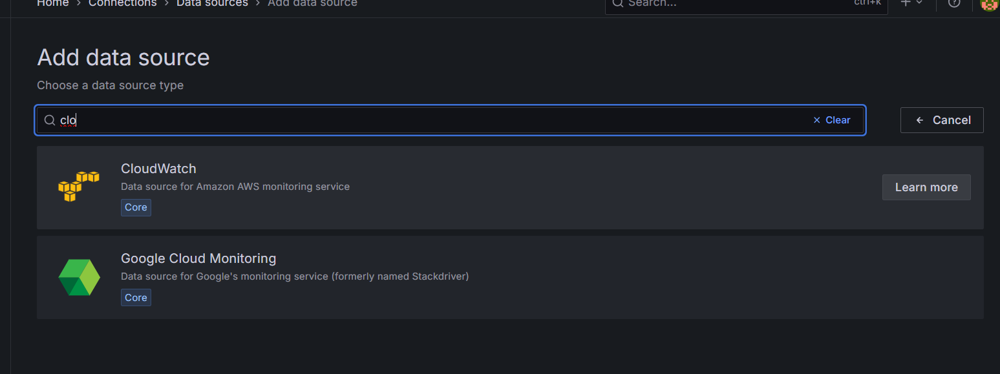 Home > Connections > Data sources > Add data source
Search...
ctrl+k
Add data source
Choose a data source type
clo
Clear
Cancel
CloudWatch
Data source for Amazon AWS monitoring service
Core
Learn more
Google Cloud Monitoring
Data source for Google's monitoring service (formerly named Stackdriver)
Core